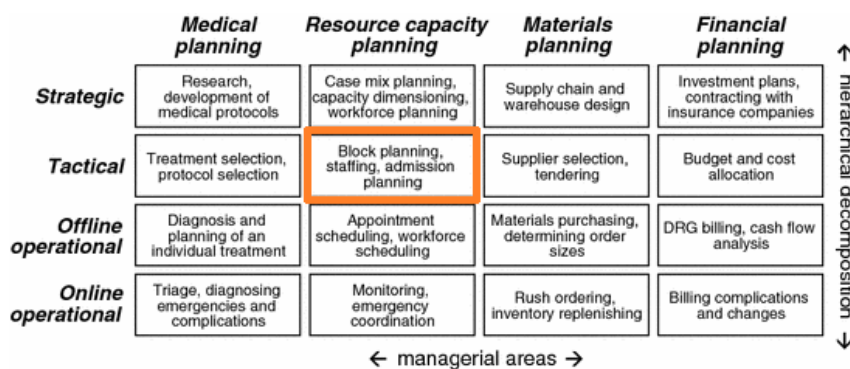 Medical planning
Resource capacity planning
Materials planning
Financial planning
Strategic
Research,
development of
medical protocols
Case mix planning,
capacity dimensioning,
workforce planning
Supply chain and
warehouse design
Investment plans,
contracting with
insurance companies
Tactical
Treatment selection,
protocol selection
Block planning,
staffing, admission
planning
Supplier selection,
tendering
Budget and cost
allocation
Offline
operational
Diagnosis and
planning of an
individual treatment
Appointment
scheduling, workforce
scheduling
Materials purchasing,
determining order
sizes
DRG billing, cash flow
analysis
Online
operational
Triage, diagnosing
emergencies and
complications
Monitoring,
emergency
coordination
Rush ordering,
inventory replenishing
Billing complications
and changes
← hierarchical decomposition →
← managerial areas →